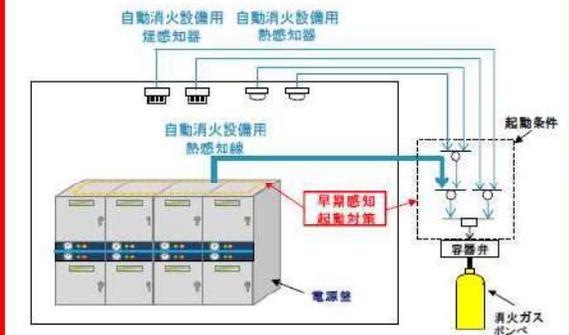 自動消火設備用
煙感知器
自動消火設備用
熱感知器
起動条件
自動消火設備用
熱感知線
早期感知
起動対策
容器弁
電源盤
消火ガス
ボンベ